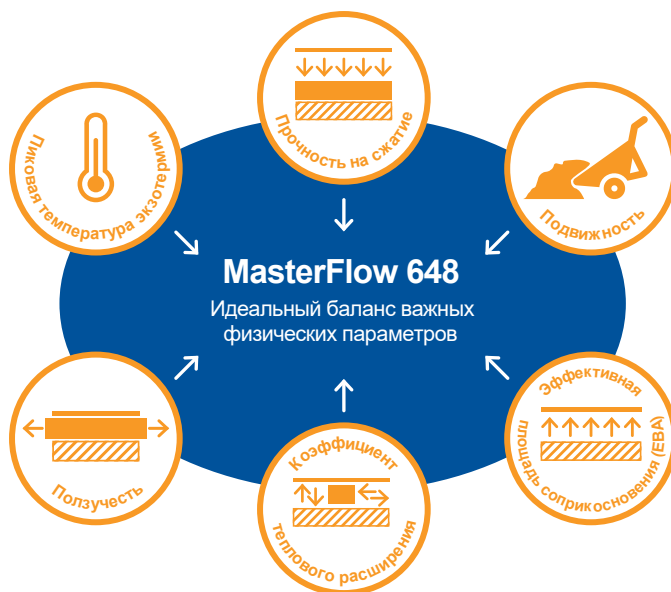 Прочность на сжатие
Пиковая температура экзотермии
Подвижность
MasterFlow 648
Идеальный баланс важных
физических параметров
Ползучесть
Коэффициент
теплового расширения
Эффективная
площадь соприкосновения (EBA)